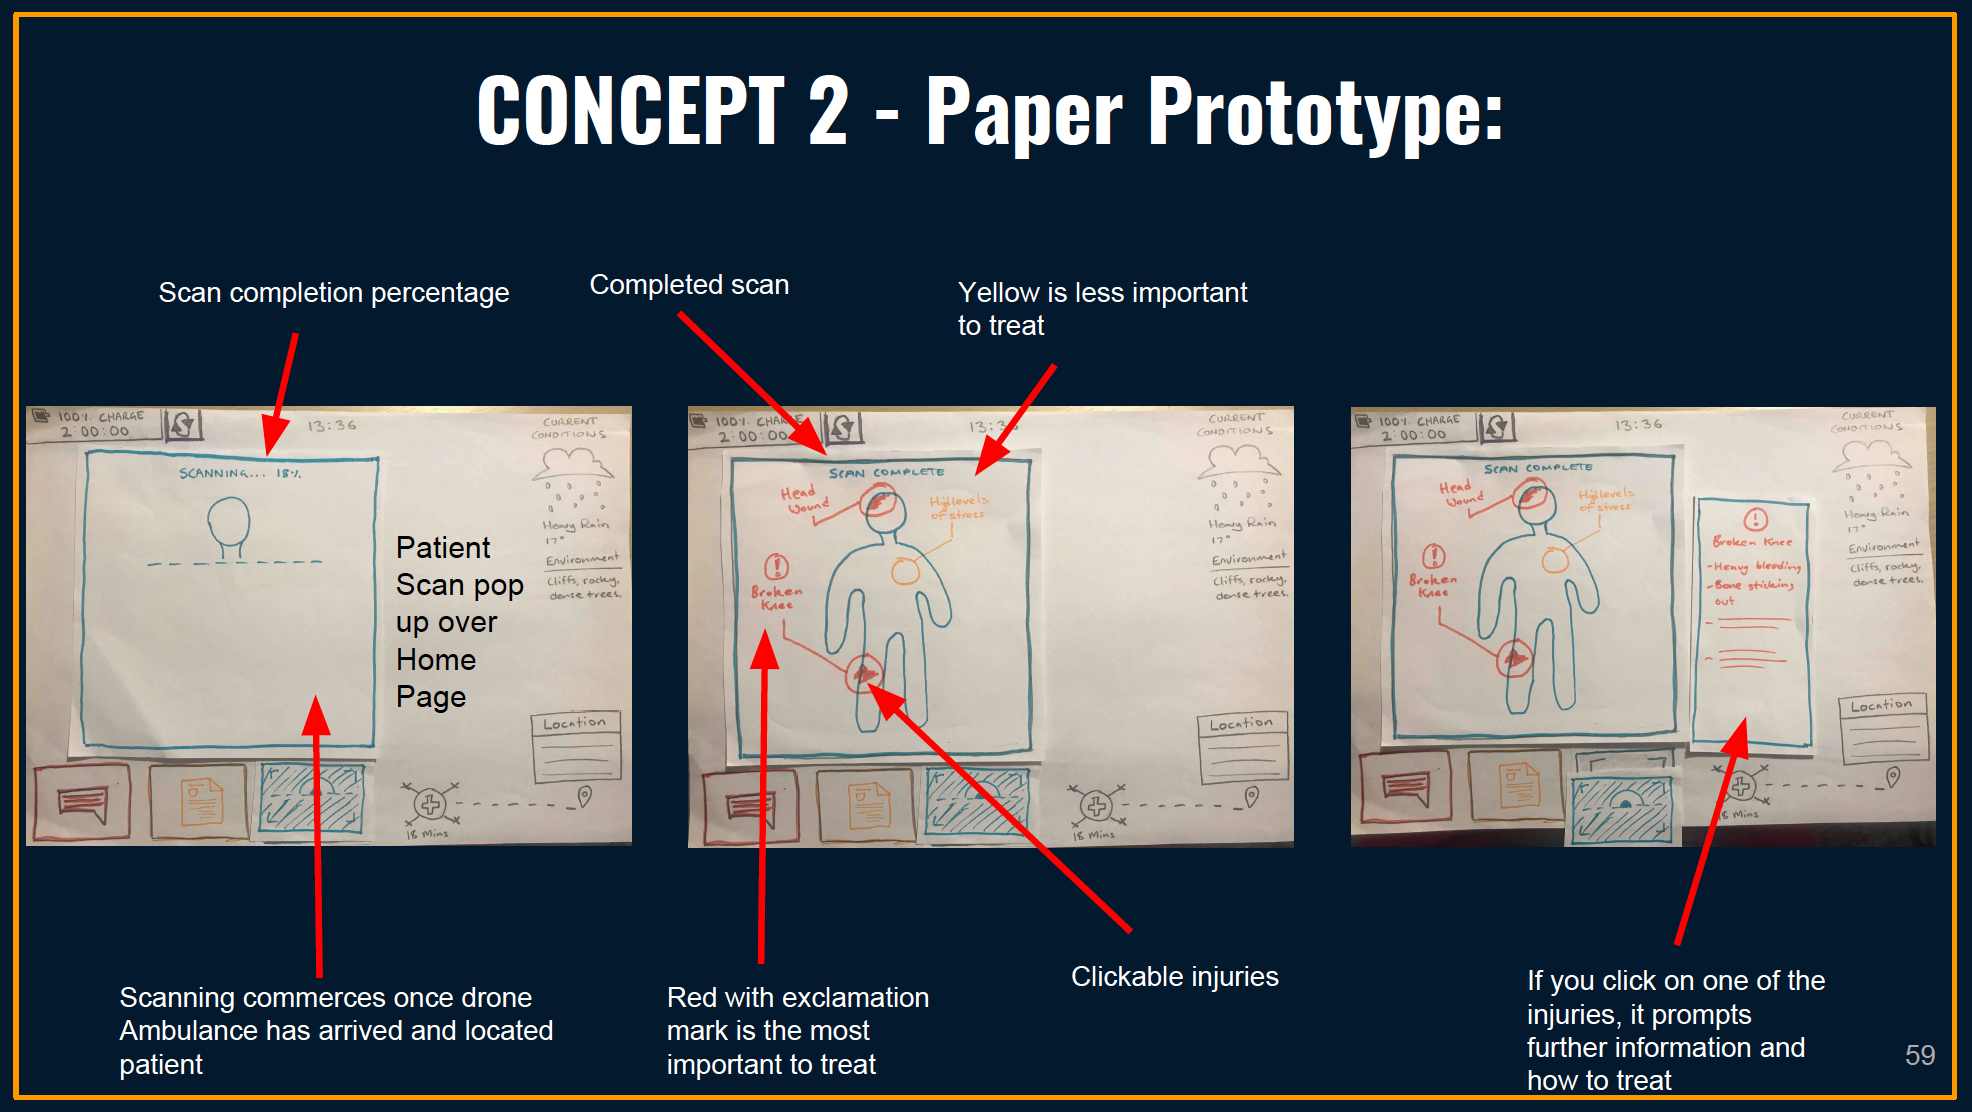 CONCEPT 2 - Paper Prototype:
Scan completion percentage
Completed scan
Yellow is less important
to treat
100% CHARGE
2:00:00
13:36
CURRENT
CONDITIONS
SCANNING... 18%
Heavy Rain
17°
Environment
Cliffs, rocky,
dense trees.
Patient
Scan pop
up over
Home
Page
Location
18 Mins
100% CHARGE
2:00:00
13:36
CURRENT
CONDITIONS
SCAN COMPLETE
Head
Wound
High levels
of stress
Heavy Rain
17°
Environment
Cliffs, rocky,
dense trees.
Broken
Knee
Location
18 Mins
100% CHARGE
2:00:00
13:36
CURRENT
CONDITIONS
SCAN COMPLETE
Head
Wound
High levels
of stress
Broken
Knee
!
Broken Knee
-Heavy bleeding
-Bone sticking
out
Heavy Rain
17°
Environment
Cliffs, rocky,
dense trees.
Location
18 Mins
Scanning commerces once drone
Ambulance has arrived and located
patient
Red with exclamation
mark is the most
important to treat
Clickable injuries
If you click on one of the
injuries, it prompts
further information and
how to treat
59